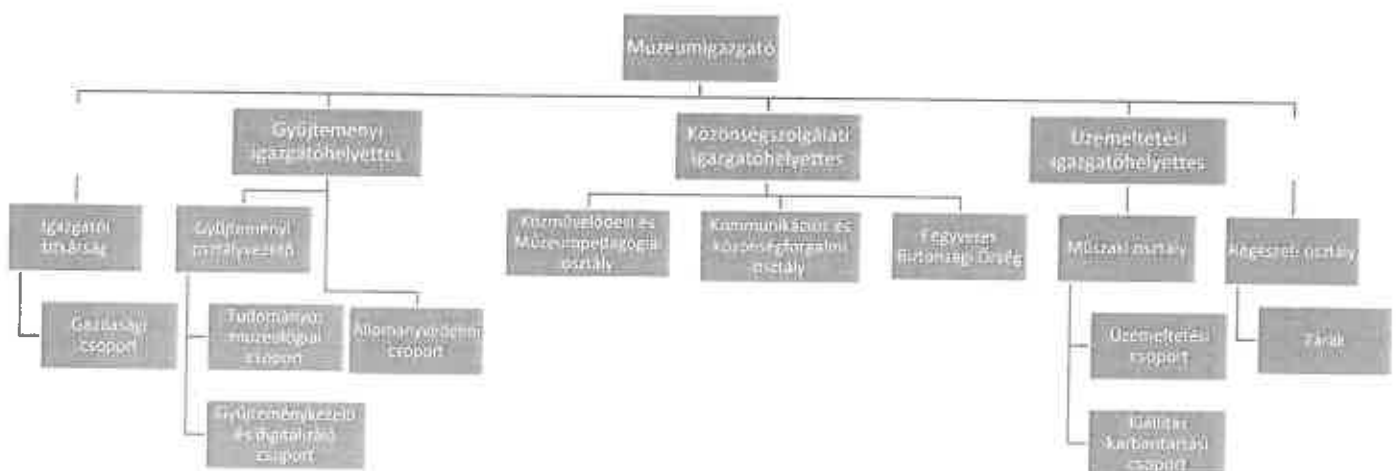 Múzeumigazgató
Gyűjteményi
igazgatóhelyettes
Közönségszolgálati
igazgatóhelyettes
Üzemeltetési
igazgatóhelyettes
Igazgatói
titkárság
Gyűjteményi
osztályvezető
Közművelődési és
Múzeumpedagógiai
osztály
Kommunikációs és
közönségforgalmi
osztály
Fegyveres
Biztonsági Őrség
Műszaki osztály
Régészeti osztály
Gazdasági
csoport
Tudományos
muzeológiai
csoport
Állományvédelmi
csoport
Üzemeltetési
csoport
Tárak
Gyűjteménykezelő
és digitalizáló
csoport
Kiállítás
karbantartási
csoport